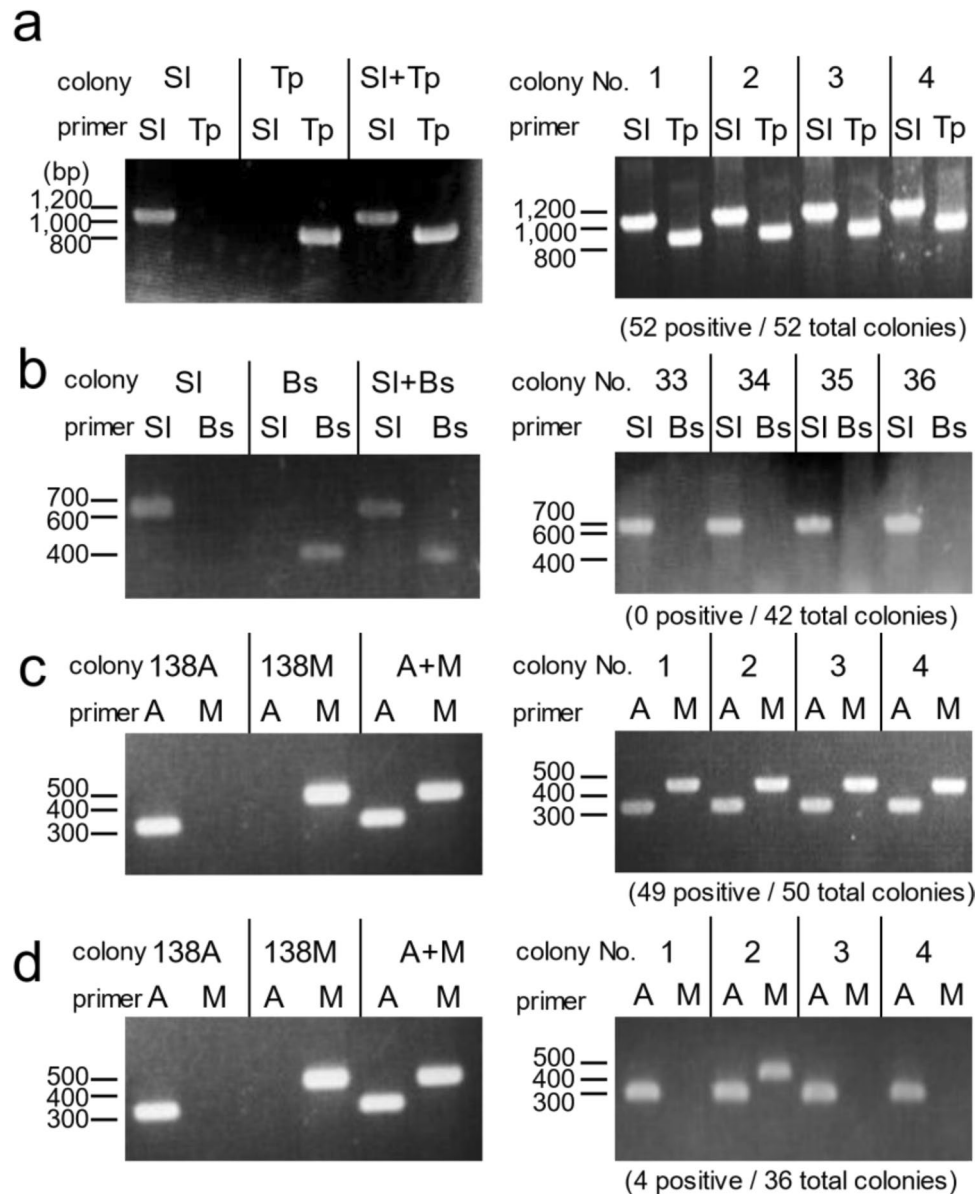 a
colony SI Tp SI+Tp
primer SI Tp SI Tp SI Tp
(bp)
1,200
1,000
800
colony No. 1 2 3 4
primer SI Tp SI Tp SI Tp SI Tp
1,200
1,000
800
(52 positive / 52 total colonies)
b
colony SI Bs SI+Bs
primer SI Bs SI Bs SI Bs
700
600
400
colony No. 33 34 35 36
primer SI Bs SI Bs SI Bs SI Bs
700
600
400
(0 positive / 42 total colonies)
c
colony 138A 138M A+M
primer A M A M A M
500
400
300
colony No. 1 2 3 4
primer A M A M A M A M
500
400
300
(49 positive / 50 total colonies)
d
colony 138A 138M A+M
primer A M A M A M
500
400
300
colony No. 1 2 3 4
primer A M A M A M A M
500
400
300
(4 positive / 36 total colonies)